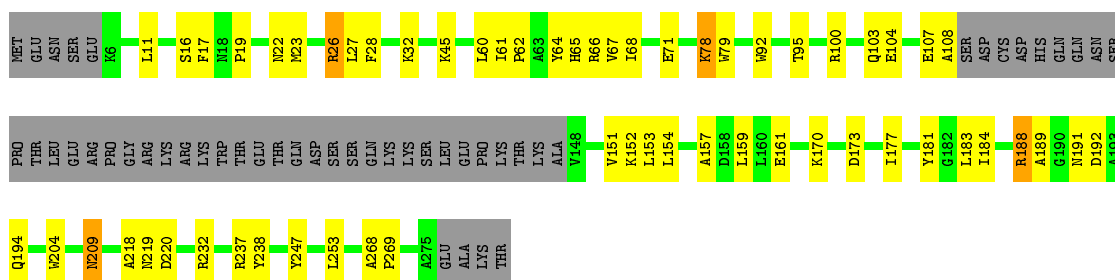 MET GLU ASN SER GLU K6 L11 S16 F17 N18 P19 N22 M23 R26 L27 F28 K32 K45 L60 I61 P62 A63 Y64 H65 R66 V67 I68 E71 K78 W79 W92 T95 R100 Q103 E104 E107 A108 SER ASP CYS ASP HIS GLN GLN ASN SER
PRO THR LEU GLU ARG PRO GLY ARG LYS ARG LYS TRP THR GLU THR GLN ASP SER SER GLN LYS LYS SER LEU GLU PRO LYS THR LYS ALA V148 V151 K152 L153 L154 A157 D158 L159 L160 E161 K170 D173 I177 Y181 G182 L183 I184 R188 A189 G190 N191 D192 A193
Q194 W204 N209 A218 N219 D220 R232 R237 Y238 Y247 L253 A268 P269 A275 GLU ALA LYS THR